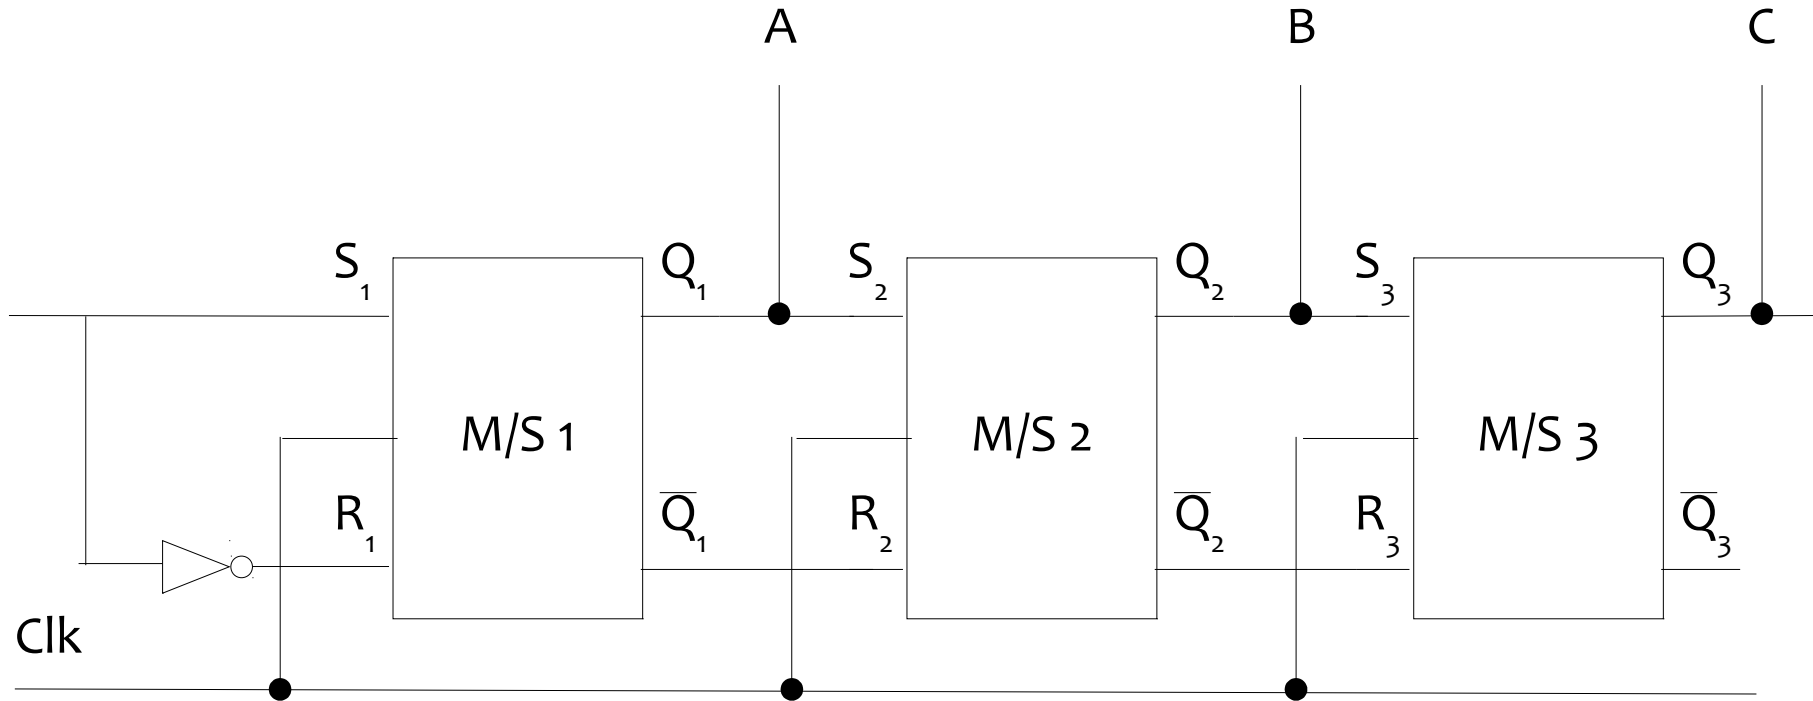 A B C
S₁ Q₁ S₂ Q₂ S₃ Q₃
M/S 1 M/S 2 M/S 3
R₁ Q̅₁ R₂ Q̅₂ R₃ Q̅₃
Clk